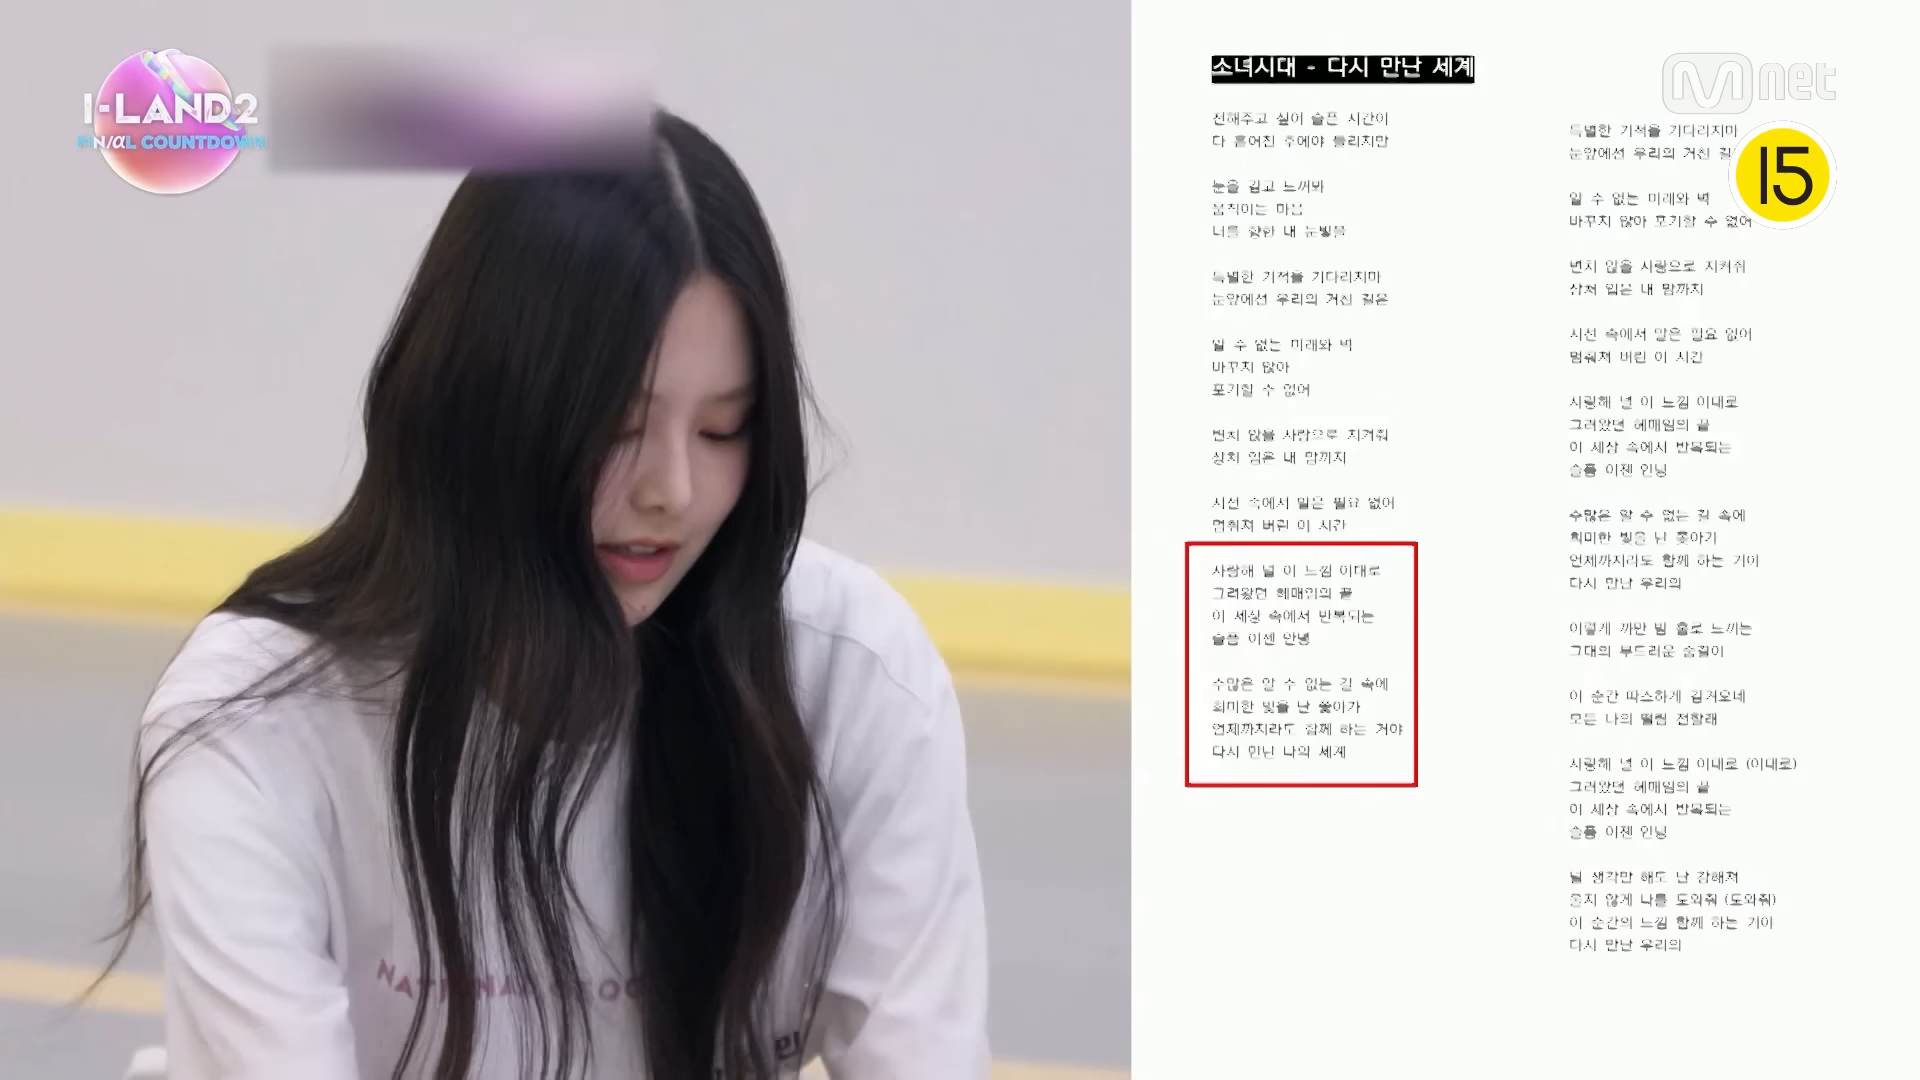 I-LAND2
FIN/αL COUNTDOWN
Mnet
15
소녀시대 - 다시 만난 세계
전해주고 싶어 슬픈 시간이
다 흩어진 후에야 들리지만
눈을 감고 느껴봐
움직이는 마음
너를 향한 내 눈빛을
특별한 기적을 기다리지마
눈앞에선 우리의 거친 길은
알 수 없는 미래와 벽
바꾸지 않아
포기할 수 없어
변치 않을 사랑으로 지켜줘
상처 입은 내 맘까지
시선 속에서 말은 필요 없어
멈춰져 버린 이 시간
사랑해 널 이 느낌 이대로
그려왔던 헤매임의 끝
이 세상 속에서 반복되는
슬픔 이젠 안녕
수많은 알 수 없는 길 속에
희미한 빛을 난 쫓아가
언제까지라도 함께 하는 거야
다시 만난 나의 세계
특별한 기적을 기다리지마
눈앞에선 우리의 거친
알 수 없는 미래와 벽
바꾸지 않아 포기할 수 없어
변치 않을 사랑으로 지켜줘
상처 입은 내 맘까지
시선 속에서 말은 필요 없어
멈춰져 버린 이 시간
사랑해 널 이 느낌 이대로
그려왔던 헤매임의 끝
이 세상 속에서 반복되는
슬픔 이젠 안녕
수많은 알 수 없는 길 속에
희미한 빛을 난 쫓아가
언제까지라도 함께 하는 거야
다시 만난 우리의
이렇게 까만 밤 홀로 느끼는
그대의 부드러운 숨결이
이 순간 따스하게 감겨오네
모든 나의 떨림 전할래
사랑해 널 이 느낌 이대로 (이대로)
그려왔던 헤매임의 끝
이 세상 속에서 반복되는
슬픔 이젠 안녕
널 생각만 해도 난 강해져
울지 않게 나를 도와줘 (도와줘)
이 순간의 느낌 함께 하는 거야
다시 만난 우리의